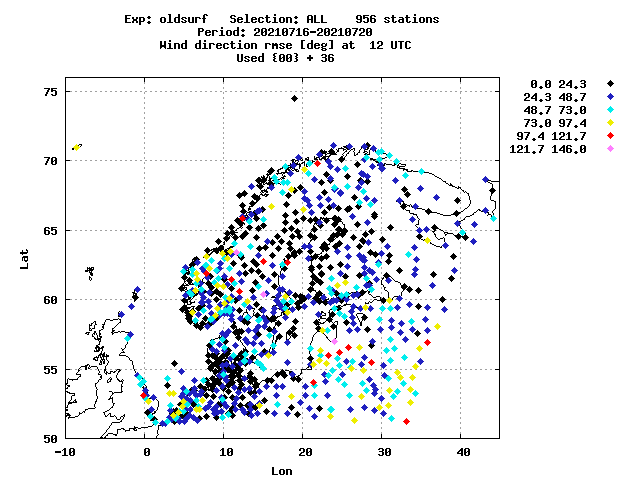 Exp: oldsurf   Selection: ALL    956 stations
Period: 20210716-20210720
Wind direction rmse [deg] at  12 UTC
Used {00} + 36
0.0 24.3
24.3 48.7
48.7 73.0
73.0 97.4
97.4 121.7
121.7 146.0
75
70
65
60
55
50
Lat
-10 0 10 20 30 40
Lon